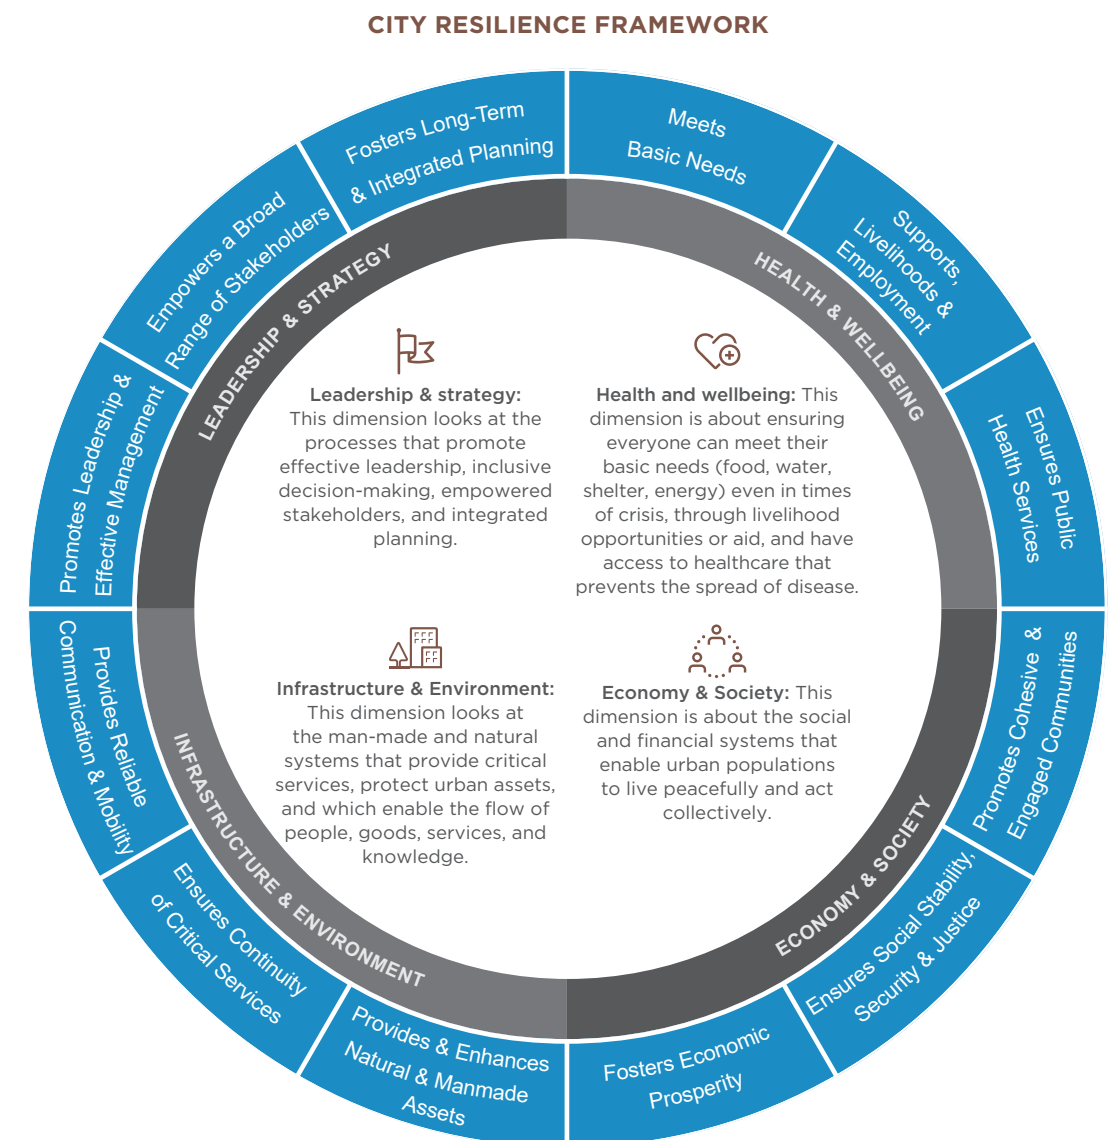 CITY RESILIENCE FRAMEWORK
Meets
Basic Needs
Supports,
Livelihoods &
Employment
Ensures Public
Health Services
Promotes Cohesive &
Engaged Communities
Ensures Social Stability,
Security & Justice
Fosters Economic
Prosperity
Provides & Enhances
Natural & Manmade
Assets
Ensures Continuity
of Critical Services
Provides Reliable
Communication & Mobility
Promotes Leadership &
Effective Management
Empowers a Broad
Range of Stakeholders
Fosters Long-Term
& Integrated Planning
LEADERSHIP & STRATEGY
HEALTH & WELLBEING
ECONOMY & SOCIETY
INFRASTRUCTURE & ENVIRONMENT
Leadership & strategy:
This dimension looks at the
processes that promote
effective leadership, inclusive
decision-making, empowered
stakeholders, and integrated
planning.
Health and wellbeing: This
dimension is about ensuring
everyone can meet their
basic needs (food, water,
shelter, energy) even in times
of crisis, through livelihood
opportunities or aid, and have
access to healthcare that
prevents the spread of disease.
Infrastructure & Environment:
This dimension looks at
the man-made and natural
systems that provide critical
services, protect urban assets,
and which enable the flow of
people, goods, services, and
knowledge.
Economy & Society: This
dimension is about the social
and financial systems that
enable urban populations
to live peacefully and act
collectively.